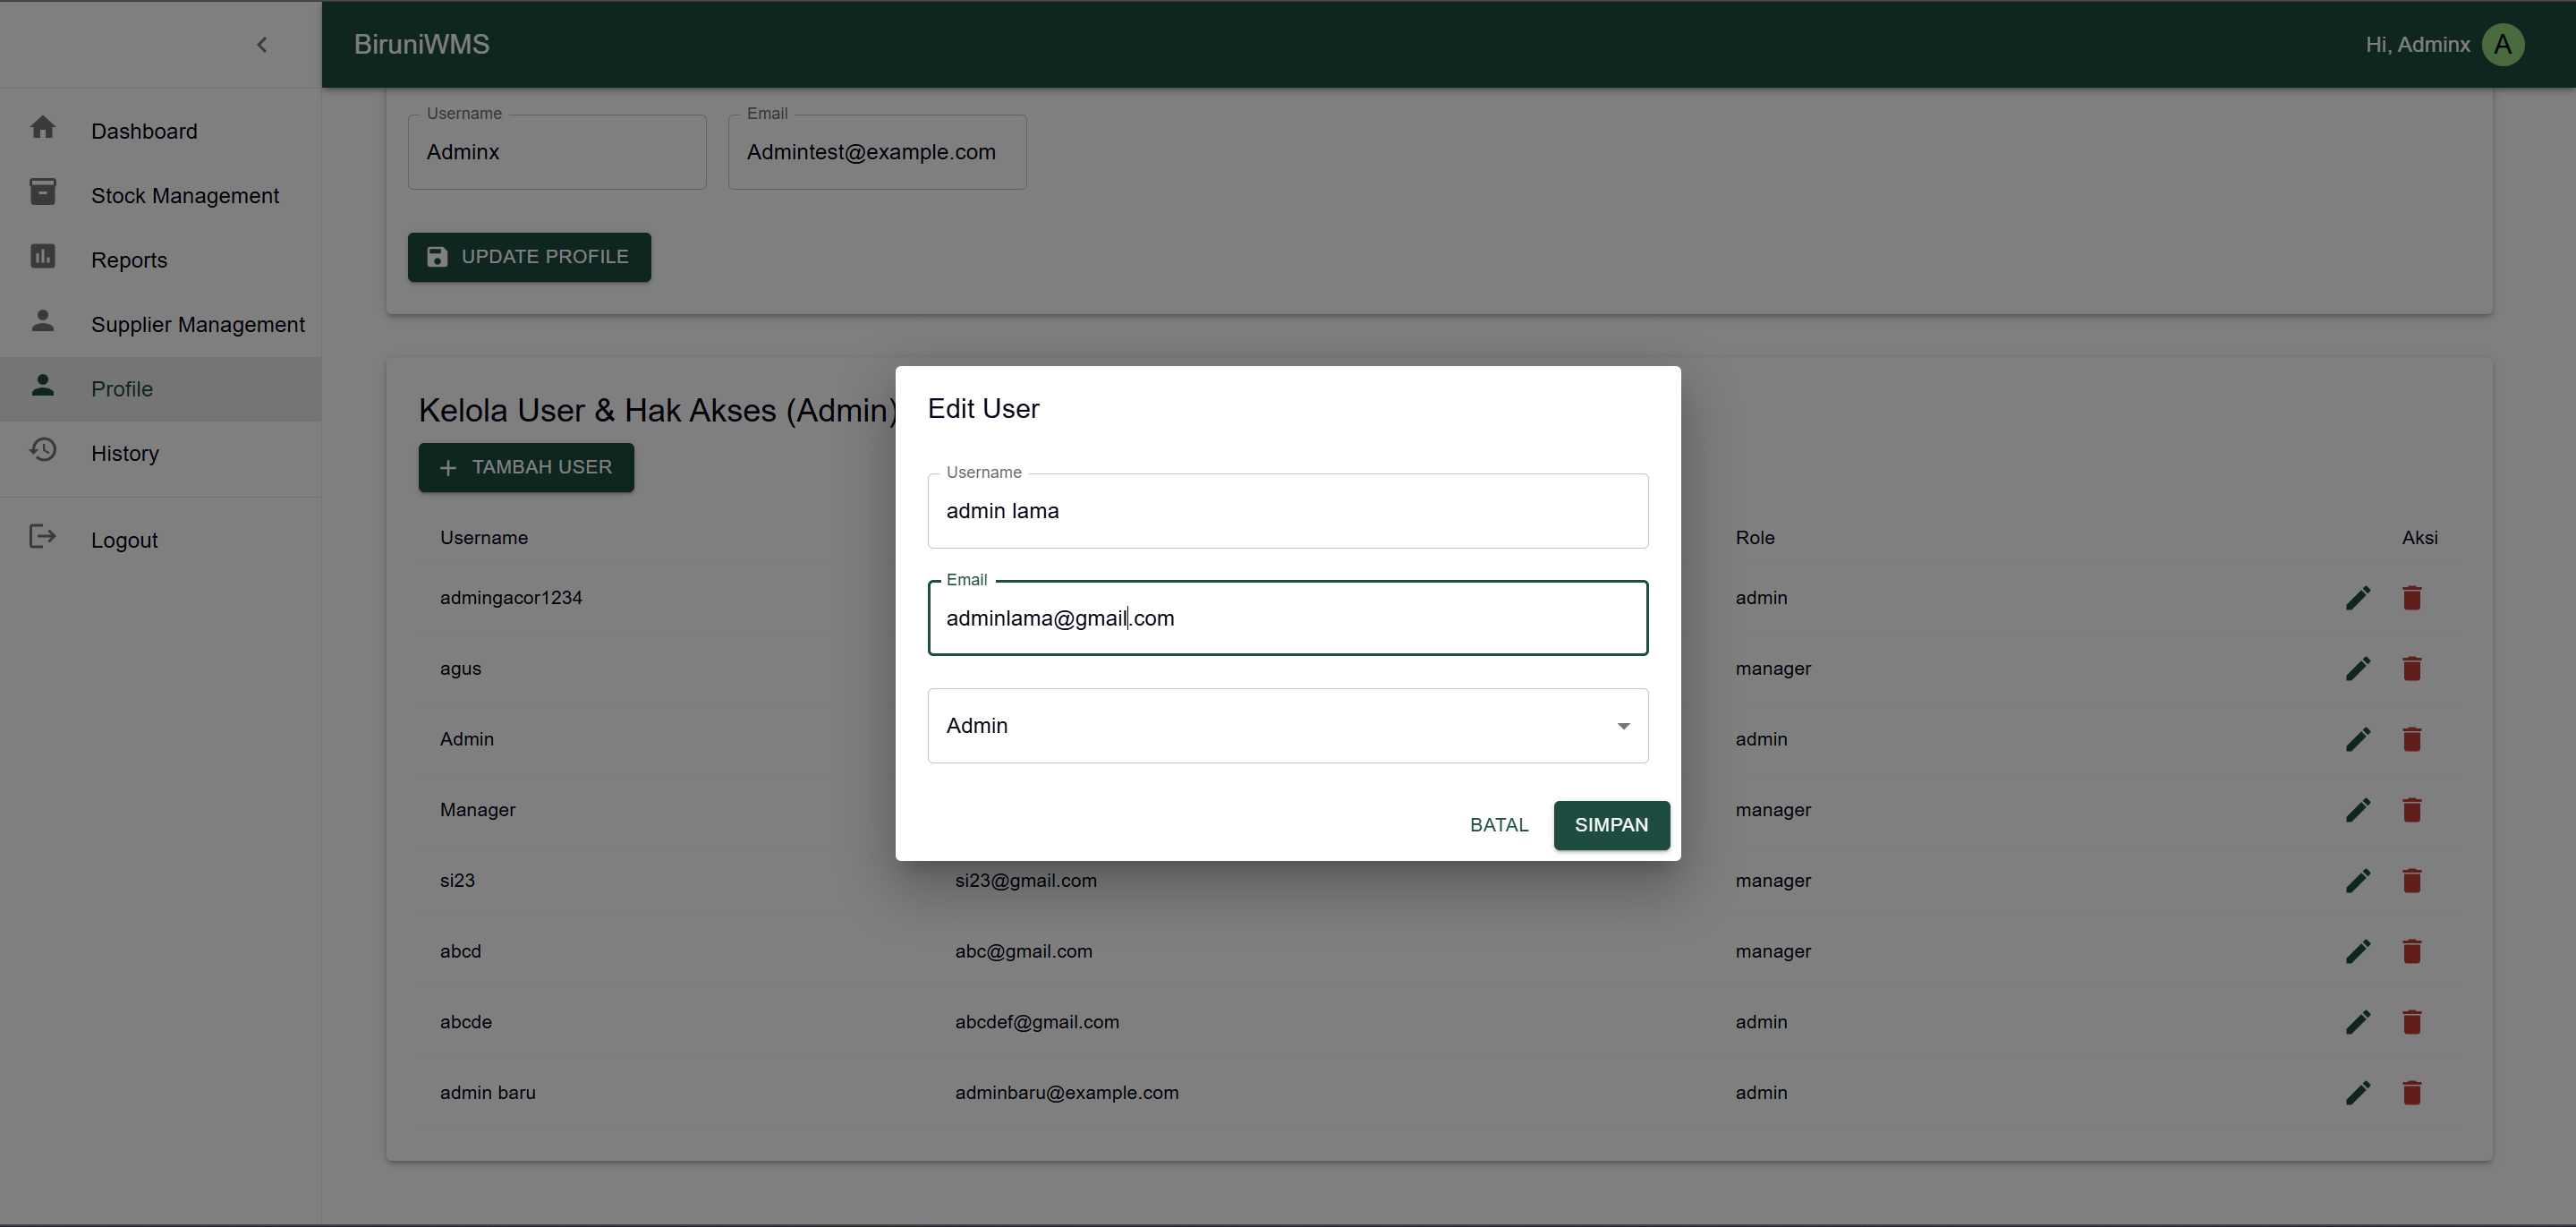 BiruniWMS
Hi, Adminx
A
Dashboard
Stock Management
Reports
Supplier Management
Profile
History
Logout
Username
Adminx
Email
Admintest@example.com
UPDATE PROFILE
Kelola User & Hak Akses (Admin)
TAMBAH USER
Username
Role
Aksi
admingacor1234
admin
agus
manager
Admin
admin
Manager
manager
si23
si23@gmail.com
manager
abcd
abc@gmail.com
manager
abcde
abcdef@gmail.com
admin
admin baru
adminbaru@example.com
admin
Edit User
Username
admin lama
Email
adminlama@gmail.com
Admin
BATAL
SIMPAN